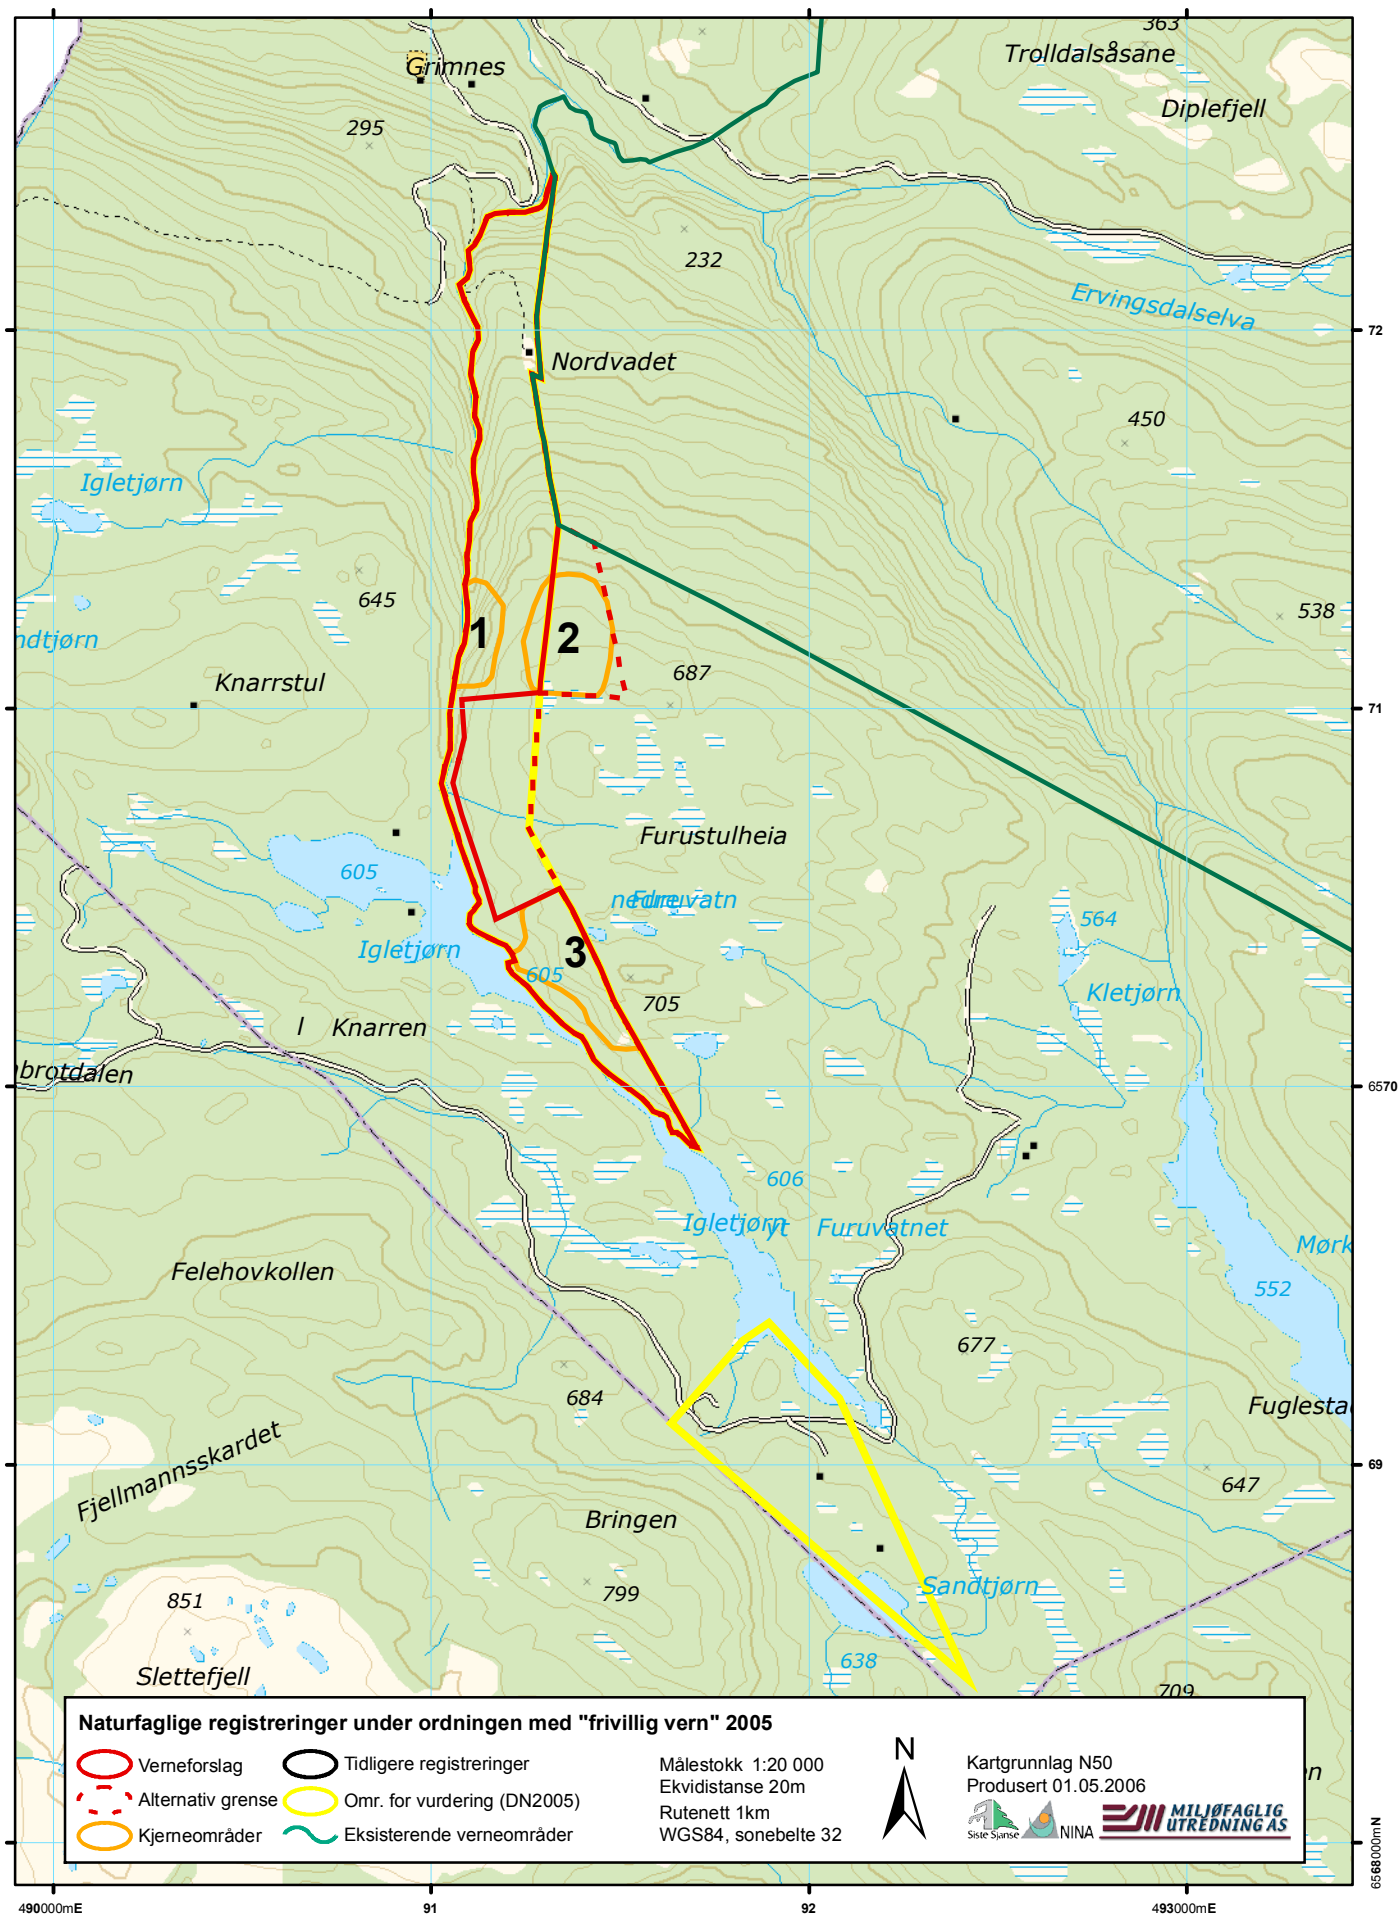 363
Trolldalsåsane
Grimnes
Diplefjell
295
232
Ervingsdalselva
72
Nordvadet
450
Igletjørn
645
538
ndtjørn
1
2
687
Knarrstul
71
Furustulheia
605
nedre
Furuvatn
564
Igletjørn
3
605
Kletjørn
705
I Knarren
brotdalen
6570
606
Igletjørn
yt Furuvatnet
Mørk
Felehovkollen
552
677
684
Fuglesta
Fjellmannsskardet
69
647
Bringen
Sandtjørn
799
851
638
Slettefjell
709
Naturfaglige registreringer under ordningen med "frivillig vern" 2005
Verneforslag
Tidligere registreringer
Alternativ grense
Omr. for vurdering (DN2005)
Kjerneområder
Eksisterende verneområder
Målestokk 1:20 000
Ekvidistanse 20m
Rutenett 1km
WGS84, sonebelte 32
N
Kartgrunnlag N50
Produsert 01.05.2006
Siste Sjanse
NINA
MILJØFAGLIG
UTREDNING AS
n
6568000mN
490000mE
91
92
493000mE